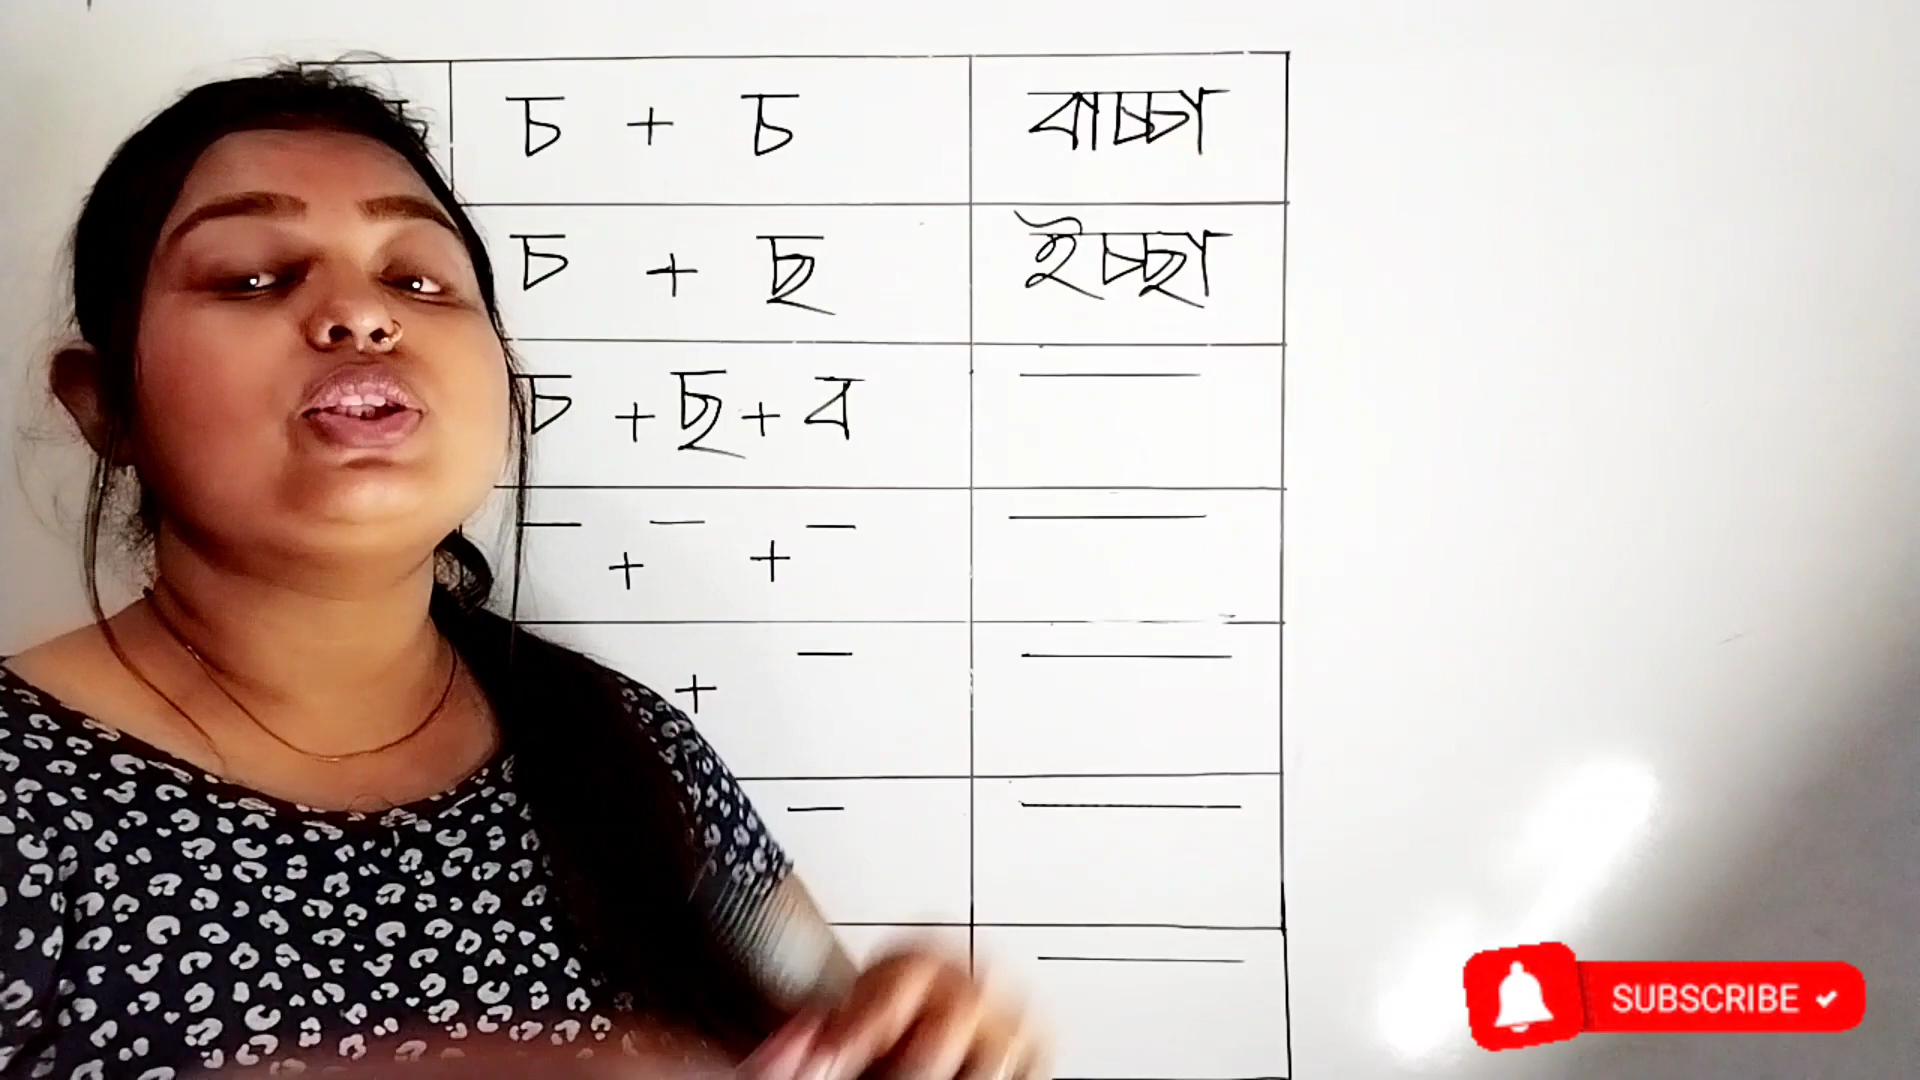 চ + চ বাচ্চা
চ + ছ ইচ্ছা
চ + ছ + ব
+ +
+
SUBSCRIBE